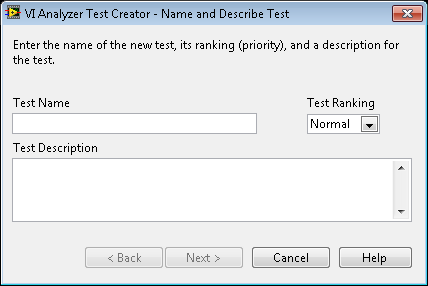 VI Analyzer Test Creator - Name and Describe Test
Enter the name of the new test, its ranking (priority), and a description for
the test.
Test Name
Test Ranking
Normal
Test Description
< Back
Next >
Cancel
Help